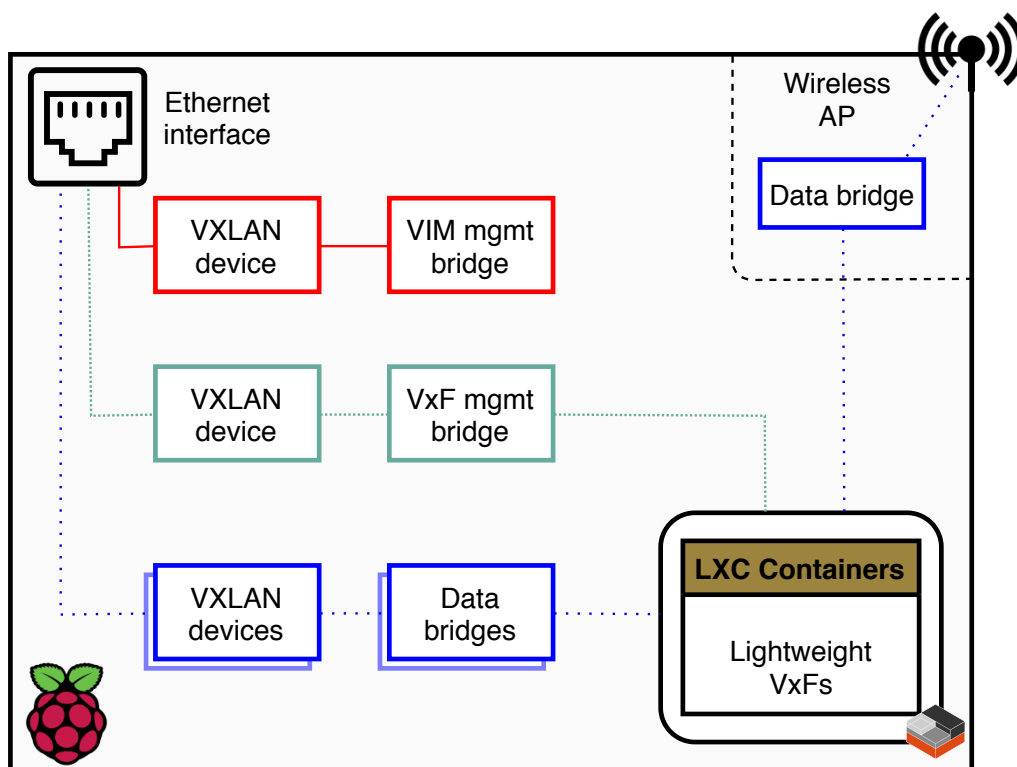 Ethernet
interface
Wireless
AP
Data bridge
VXLAN
device
VIM mgmt
bridge
VXLAN
device
VxF mgmt
bridge
VXLAN
devices
Data
bridges
LXC Containers
Lightweight
VxFs